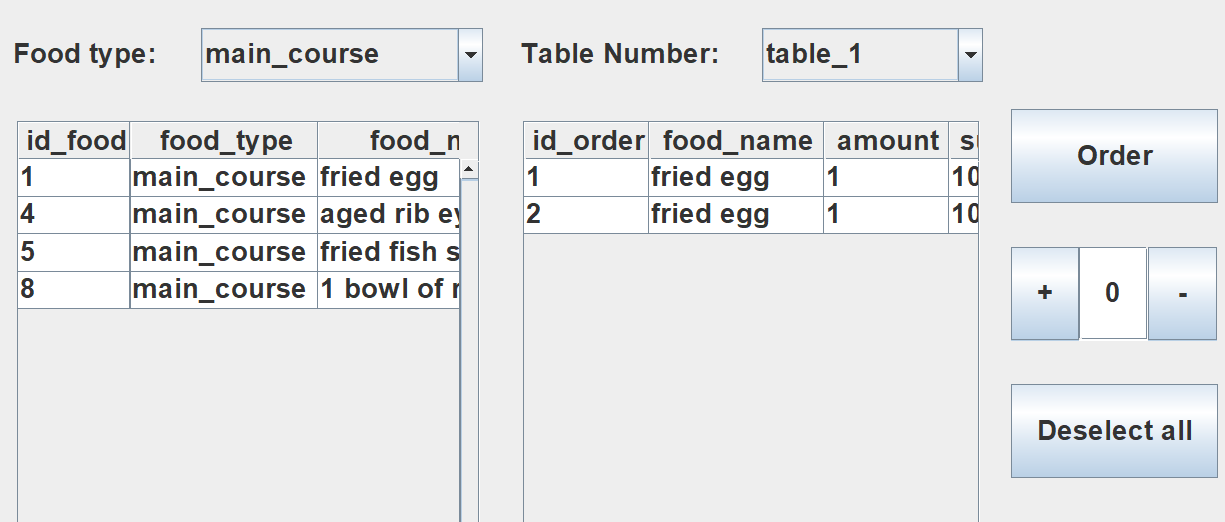 Food type: main_course Table Number: table_1
id_food food_type food_n
1 main_course fried egg
4 main_course aged rib ey
5 main_course fried fish s
8 main_course 1 bowl of
id_order food_name amount su
1 fried egg 1 10
2 fried egg 1 10
Order
+ 0 -
Deselect all